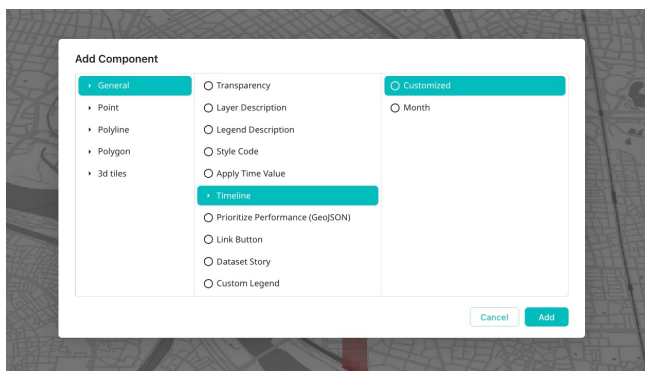 Add Component
General
Point
Polyline
Polygon
3d tiles
Transparency
Layer Description
Legend Description
Style Code
Apply Time Value
Timeline
Prioritize Performance (GeoJSON)
Link Button
Dataset Story
Custom Legend
Customized
Month
Cancel
Add